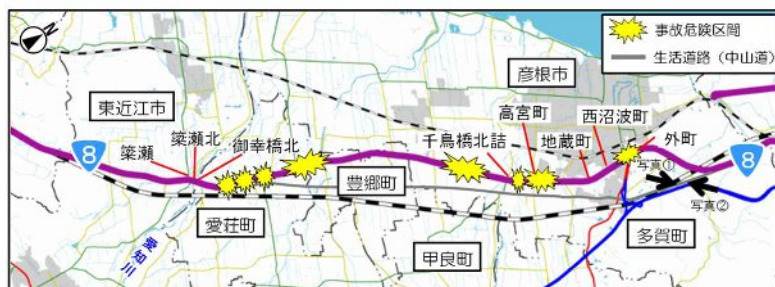 N
事故危険区間
生活道路（中山道）
彦根市
東近江市
高宮町
西沼波町
簗瀬北
御幸橋北
千鳥橋北詰
地蔵町
外町
簗瀬
8
写真①
8
豊郷町
写真②
愛荘町
多賀町
愛知川
甲良町